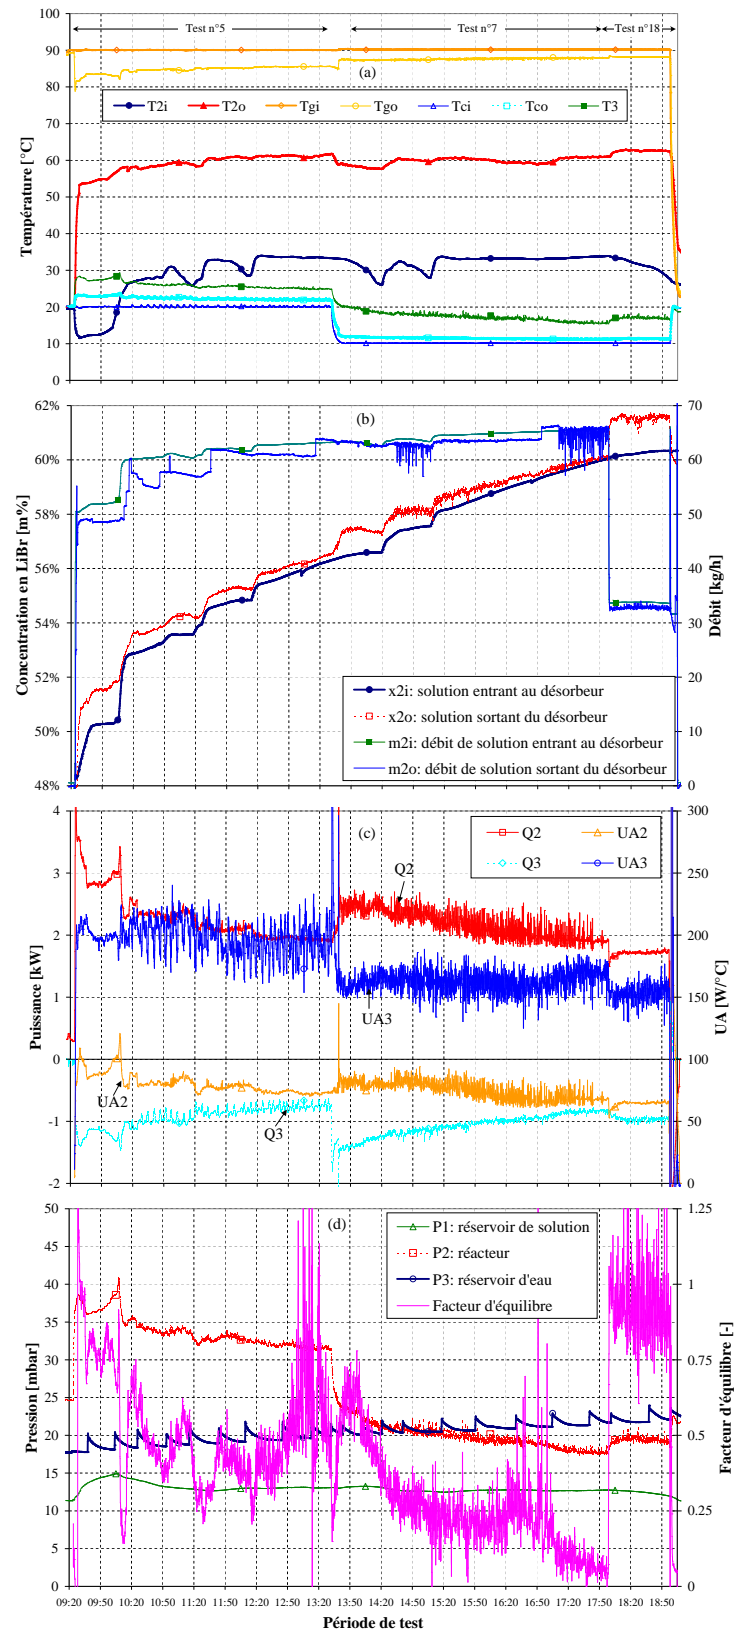 100
90
80
70
60
50
40
30
20
10
0
Température [°C]
Test n°5
Test n°7
Test n°18
(a)
T2i
T2o
Tgi
Tgo
Tci
Tco
T3
62%
60%
58%
56%
54%
52%
50%
48%
Concentration en LiBr [m%]
70
60
50
40
30
20
10
0
Débit [kg/h]
(b)
x2i: solution entrant au désorbeur
x2o: solution sortant du désorbeur
m2i: débit de solution entrant au désorbeur
m2o: débit de solution sortant du désorbeur
4
3
2
1
0
-1
-2
Puissance [kW]
300
250
200
150
100
50
0
UA [W/°C]
(c)
Q2
UA2
Q3
UA3
Q2
UA3
UA2
Q3
50
45
40
35
30
25
20
15
10
5
0
Pression [mbar]
1.25
1
0.75
0.5
0.25
0
Facteur d'équilibre [-]
(d)
P1: réservoir de solution
P2: réacteur
P3: réservoir d'eau
Facteur d'équilibre
09:20 09:50 10:20 10:50 11:20 11:50 12:20 12:50 13:20 13:50 14:20 14:50 15:20 15:50 16:20 16:50 17:20 17:50 18:20 18:50
Période de test